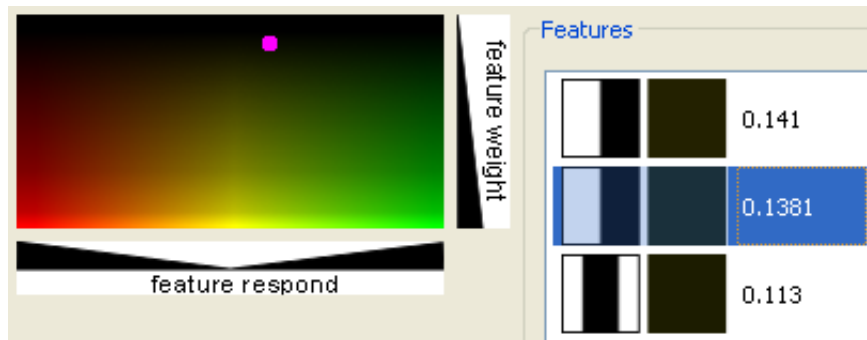 feature weight
feature respond
Features
0.141
0.1381
0.113